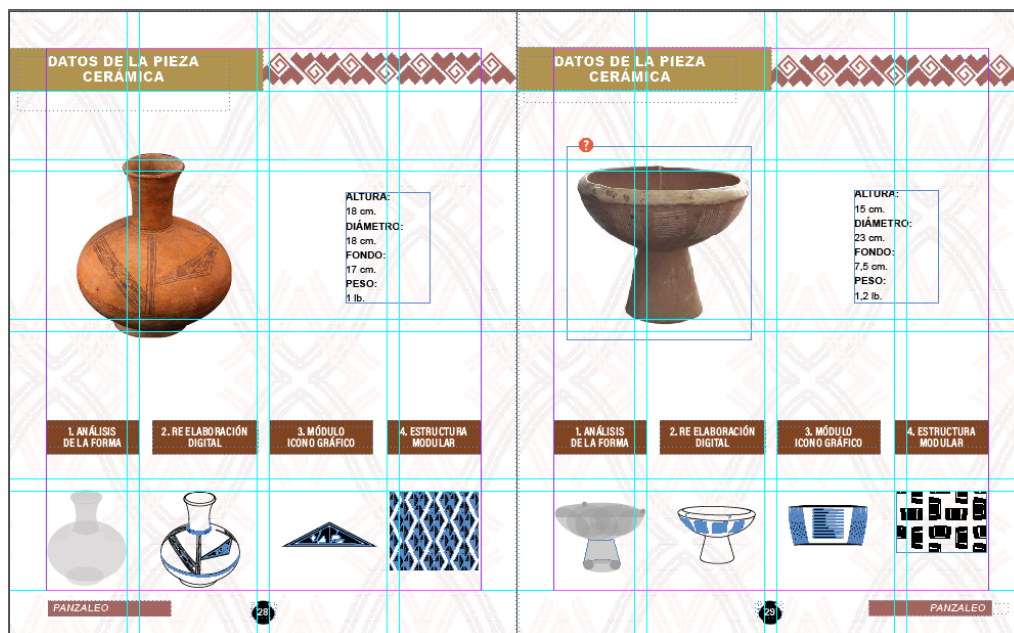 DATOS DE LA PIEZA
CERÁMICA
ALTURA:
18 cm.
DIÁMETRO:
18 cm.
FONDO:
17 cm.
PESO:
1 lb.
1. ANÁLISIS
DE LA FORMA
2. RE ELABORACIÓN
DIGITAL
3. MÓDULO
ICONO GRÁFICO
4. ESTRUCTURA
MODULAR
PANZALEO
28
DATOS DE LA PIEZA
CERÁMICA
?
ALTURA:
15 cm.
DIÁMETRO:
23 cm.
FONDO:
7,5 cm.
PESO:
1,2 lb.
1. ANÁLISIS
DE LA FORMA
2. RE ELABORACIÓN
DIGITAL
3. MÓDULO
ICONO GRÁFICO
4. ESTRUCTURA
MODULAR
29
PANZALEO